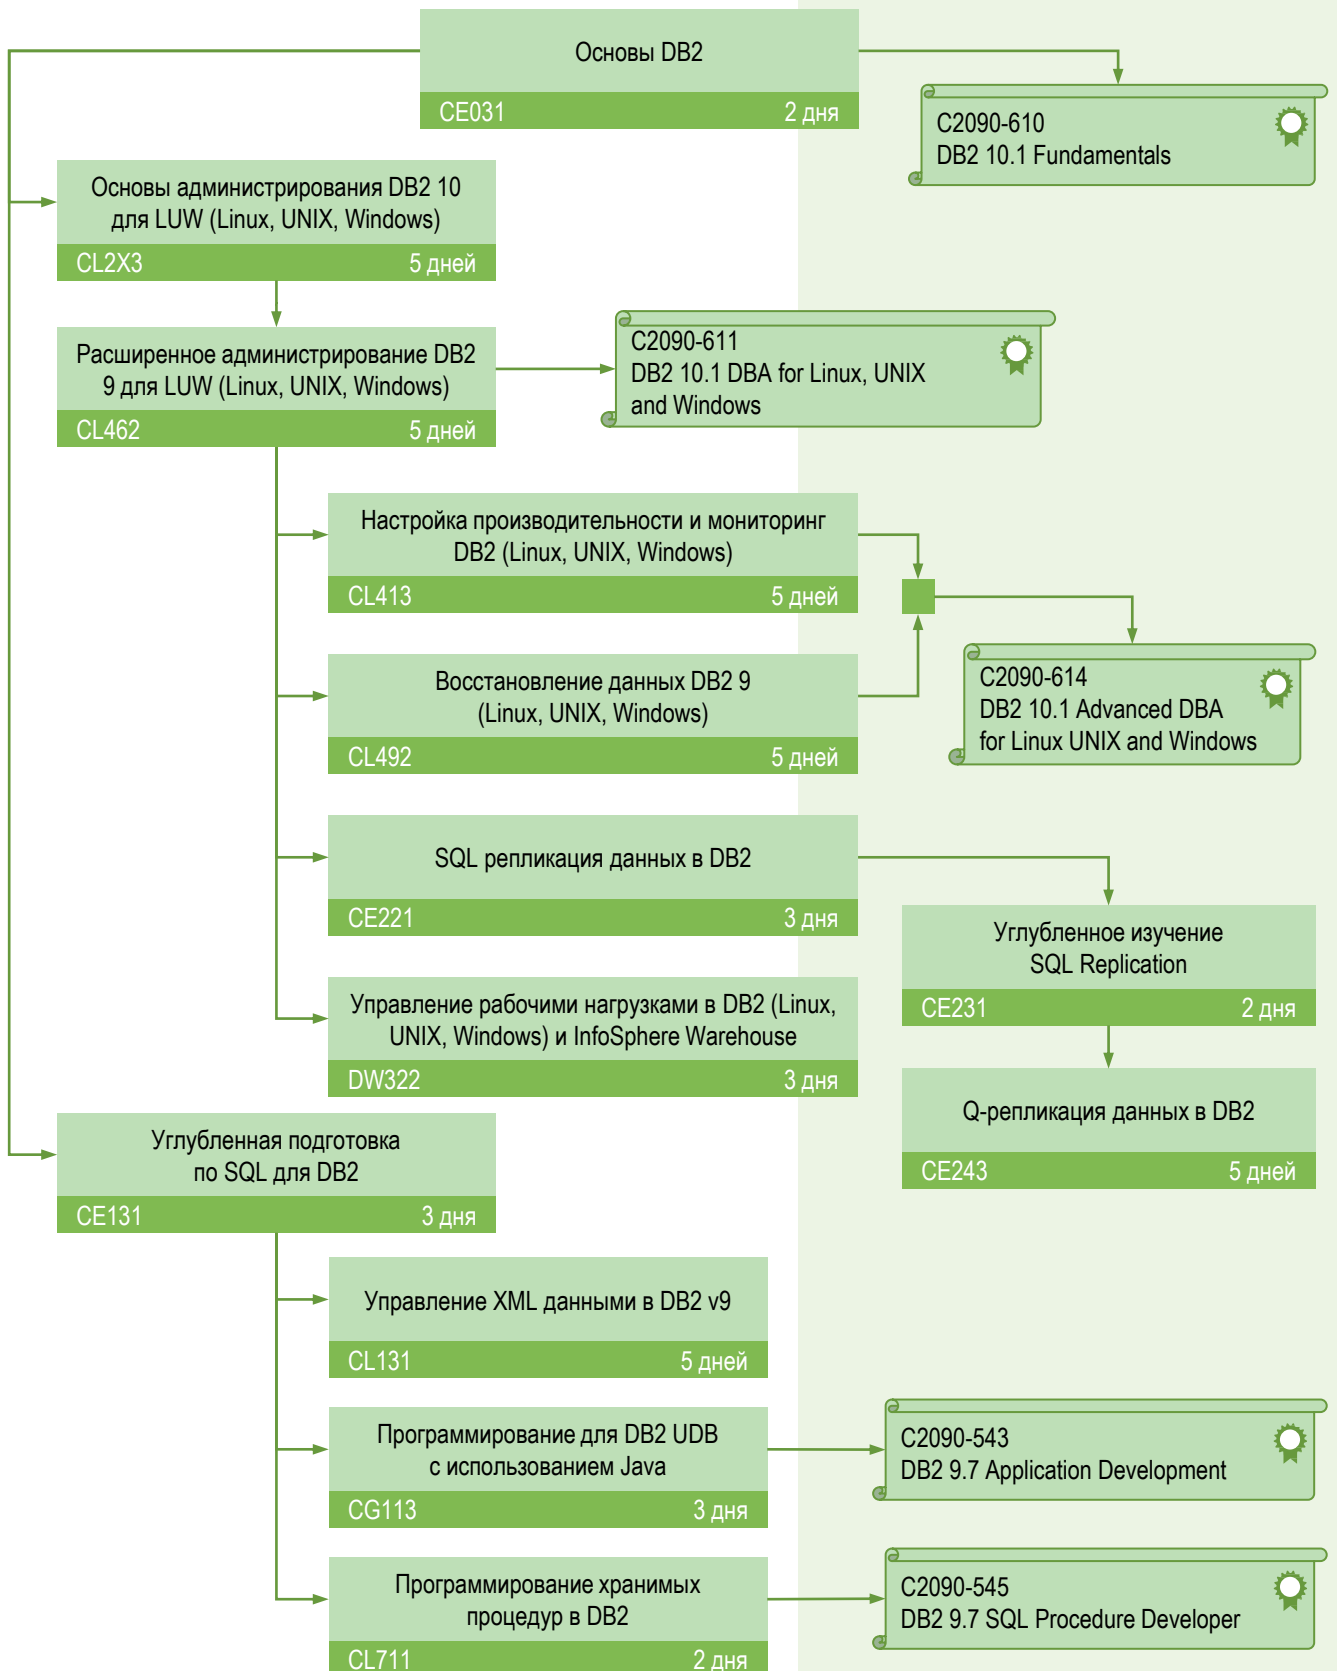 Основы DB2
CE031 2 дня
C2090-610
DB2 10.1 Fundamentals
Основы администрирования DB2 10
для LUW (Linux, UNIX, Windows)
CL2X3 5 дней
Расширенное администрирование DB2
9 для LUW (Linux, UNIX, Windows)
CL462 5 дней
C2090-611
DB2 10.1 DBA for Linux, UNIX
and Windows
Настройка производительности и мониторинг
DB2 (Linux, UNIX, Windows)
CL413 5 дней
Восстановление данных DB2 9
(Linux, UNIX, Windows)
CL492 5 дней
C2090-614
DB2 10.1 Advanced DBA
for Linux UNIX and Windows
SQL репликация данных в DB2
CE221 3 дня
Углубленное изучение
SQL Replication
CE231 2 дня
Управление рабочими нагрузками в DB2 (Linux,
UNIX, Windows) и InfoSphere Warehouse
DW322 3 дня
Q-репликация данных в DB2
CE243 5 дней
Углубленная подготовка
по SQL для DB2
CE131 3 дня
Управление XML данными в DB2 v9
CL131 5 дней
Программирование для DB2 UDB
с использованием Java
CG113 3 дня
C2090-543
DB2 9.7 Application Development
Программирование хранимых
процедур в DB2
CL711 2 дня
C2090-545
DB2 9.7 SQL Procedure Developer